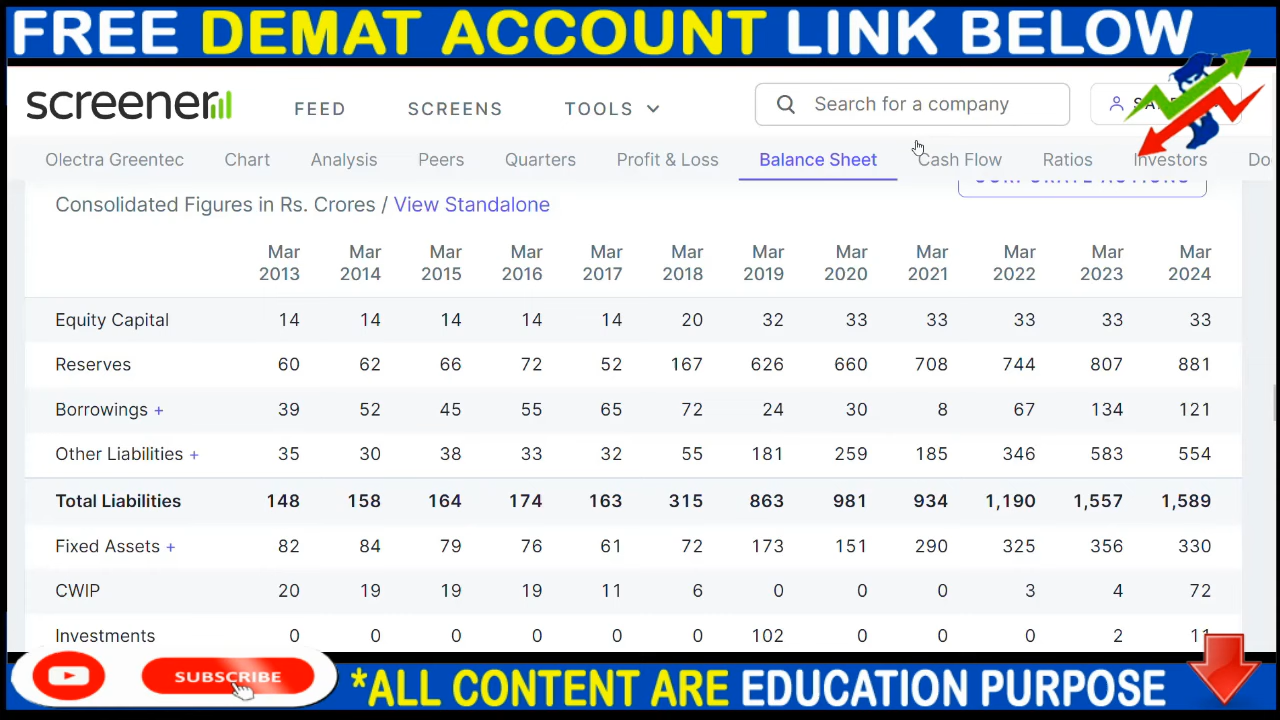 FREE DEMAT ACCOUNT LINK BELOW
screener
FEED SCREENS TOOLS Search for a company
Olectra Greentec Chart Analysis Peers Quarters Profit & Loss Balance Sheet Cash Flow Ratios Investors Do
CORPORATE ACTIONS
Consolidated Figures in Rs. Crores / View Standalone
Mar 2013 Mar 2014 Mar 2015 Mar 2016 Mar 2017 Mar 2018 Mar 2019 Mar 2020 Mar 2021 Mar 2022 Mar 2023 Mar 2024
Equity Capital 14 14 14 14 14 20 32 33 33 33 33 33
Reserves 60 62 66 72 52 167 626 660 708 744 807 881
Borrowings + 39 52 45 55 65 72 24 30 8 67 134 121
Other Liabilities + 35 30 38 33 32 55 181 259 185 346 583 554
Total Liabilities 148 158 164 174 163 315 863 981 934 1,190 1,557 1,589
Fixed Assets + 82 84 79 76 61 72 173 151 290 325 356 330
CWIP 20 19 19 19 11 6 0 0 0 3 4 72
Investments 0 0 0 0 0 0 102 0 0 0 2 11
SUBSCRIBE
*ALL CONTENT ARE EDUCATION PURPOSE